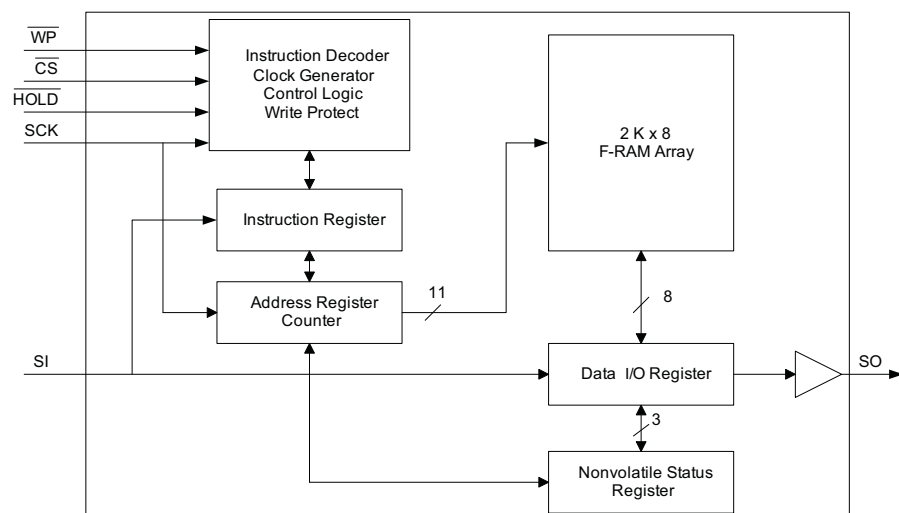 WP
CS
HOLD
SCK
Instruction Decoder
Clock Generator
Control Logic
Write Protect
2 K x 8
F-RAM Array
Instruction Register
Address Register
Counter
11
8
SI
Data I/O Register
SO
3
Nonvolatile Status
Register